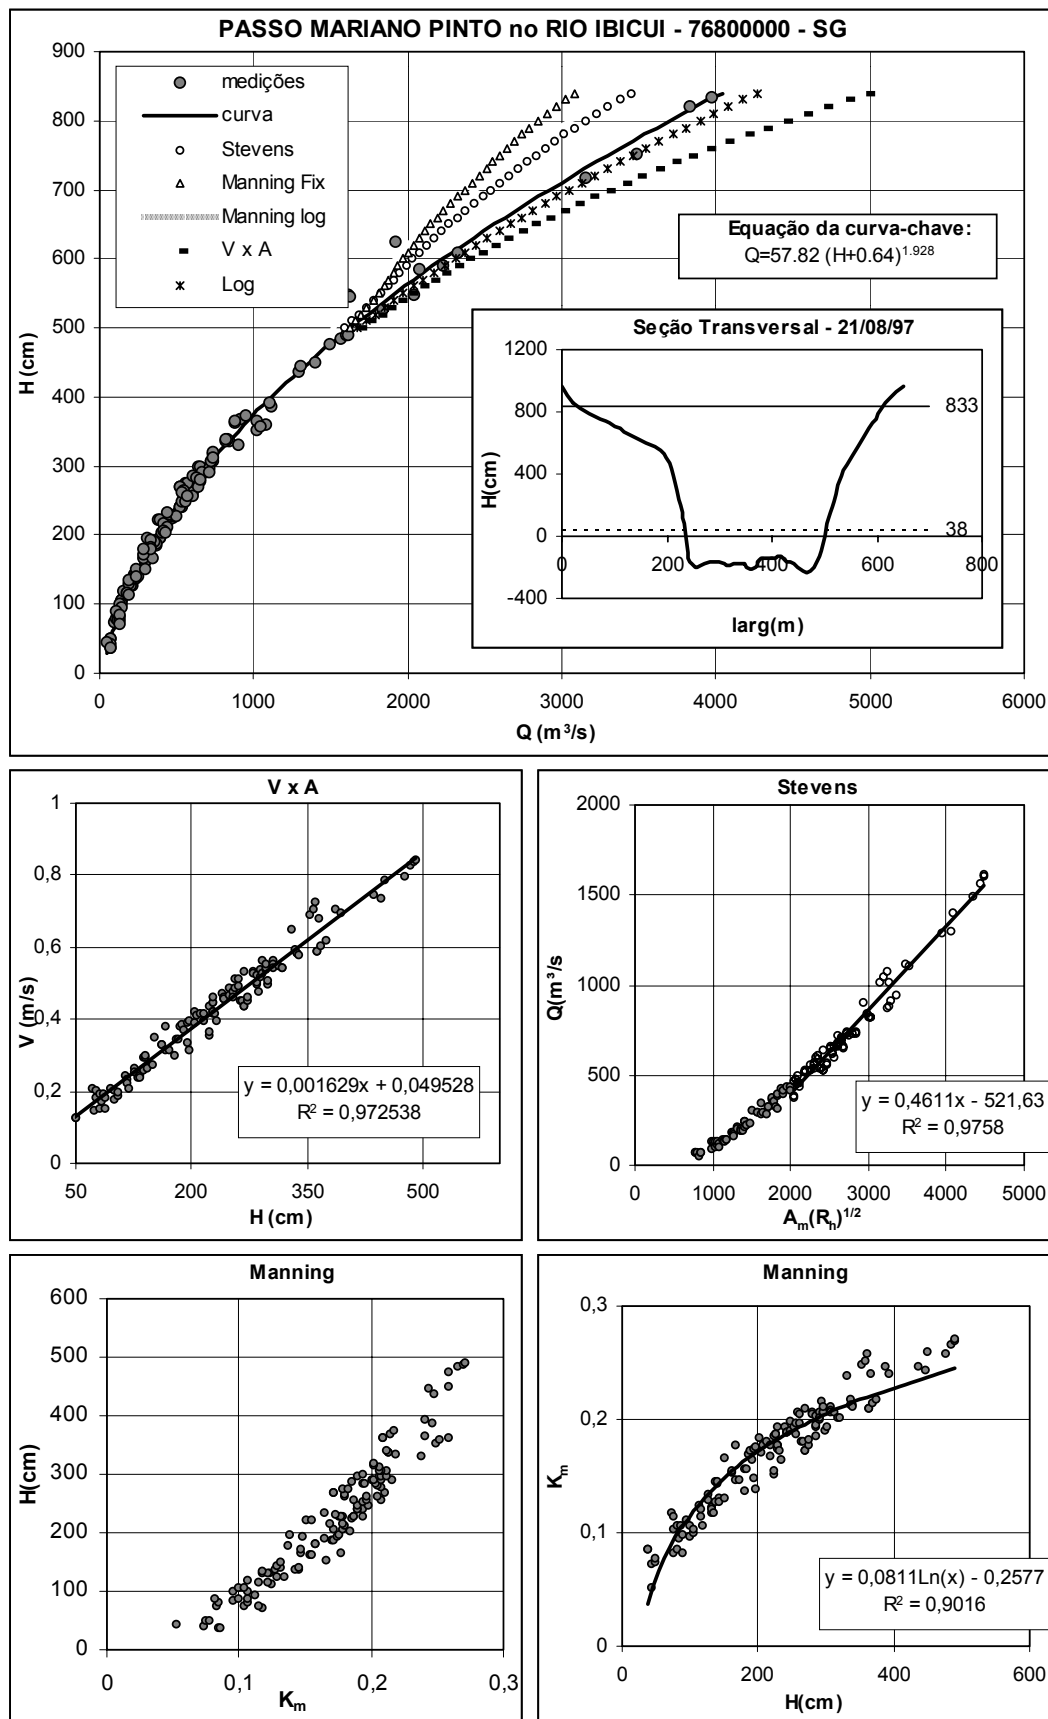 PASSO MARIANO PINTO no RIO IBICUI - 76800000 - SG
900
800
700
600
500
400
300
200
100
0
H (cm)
medições
curva
Stevens
Manning Fix
Manning log
V x A
Log
Equação da curva-chave:
Q=57.82 (H+0.64)^1.928
Seção Transversal - 21/08/97
1200
800
400
0
-400
H(cm)
833
38
0
200
400
600
800
larg(m)
0
1000
2000
3000
4000
5000
6000
Q (m³/s)
V x A
1
0,8
0,6
0,4
0,2
0
V (m/s)
y = 0,001629x + 0,049528
R² = 0,972538
50
200
350
500
H (cm)
Stevens
2000
1500
1000
500
0
Q(m³/s
y = 0,4611x - 521,63
R² = 0,9758
0
1000
2000
3000
4000
5000
Aₘ(Rₕ)^1/2
Manning
600
500
400
300
200
100
0
H(cm)
0
0,1
0,2
0,3
Kₘ
Manning
0,3
0,2
0,1
0
Kₘ
y = 0,0811Ln(x) - 0,2577
R² = 0,9016
0
200
400
600
H(cm)